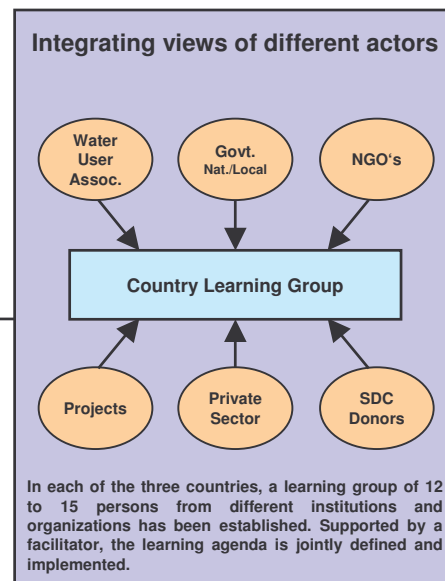 Integrating views of different actors
Water
User
Assoc.
Govt.
Nat./Local
NGO‘s
Country Learning Group
Projects
Private
Sector
SDC
Donors
In each of the three countries, a learning group of 12
to 15 persons from different institutions and
organizations has been established. Supported by a
facilitator, the learning agenda is jointly defined and
implemented.